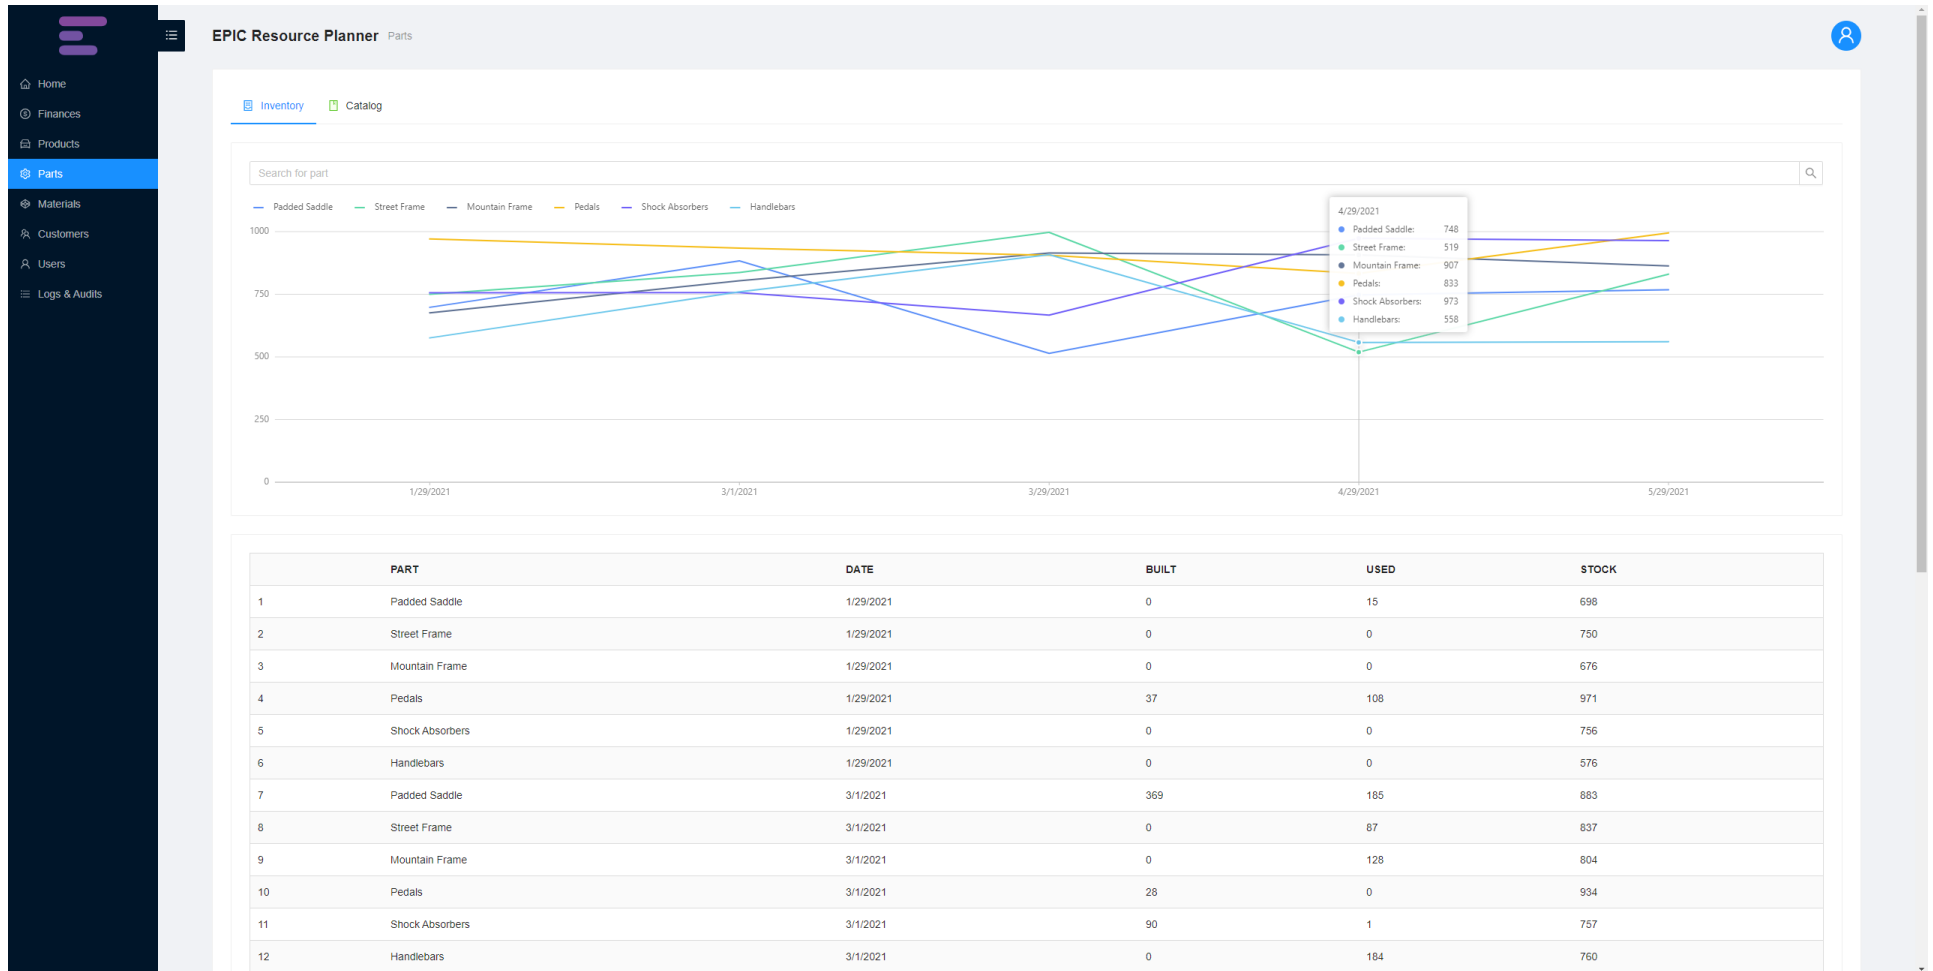 EPIC Resource Planner Parts
Home
Finances
Products
Parts
Materials
Customers
Users
Logs & Audits
Inventory Catalog
Search for part
Padded Saddle Street Frame Mountain Frame Pedals Shock Absorbers Handlebars
1000
750
500
250
0
1/29/2021 3/1/2021 3/29/2021 4/29/2021 5/29/2021
4/29/2021
Padded Saddle: 748
Street Frame: 519
Mountain Frame: 907
Pedals: 833
Shock Absorbers: 973
Handlebars: 558
PART DATE BUILT USED STOCK
1 Padded Saddle 1/29/2021 0 15 698
2 Street Frame 1/29/2021 0 0 750
3 Mountain Frame 1/29/2021 0 0 676
4 Pedals 1/29/2021 37 108 971
5 Shock Absorbers 1/29/2021 0 0 756
6 Handlebars 1/29/2021 0 0 576
7 Padded Saddle 3/1/2021 369 185 883
8 Street Frame 3/1/2021 0 87 837
9 Mountain Frame 3/1/2021 0 128 804
10 Pedals 3/1/2021 28 0 934
11 Shock Absorbers 3/1/2021 90 1 757
12 Handlebars 3/1/2021 0 184 760